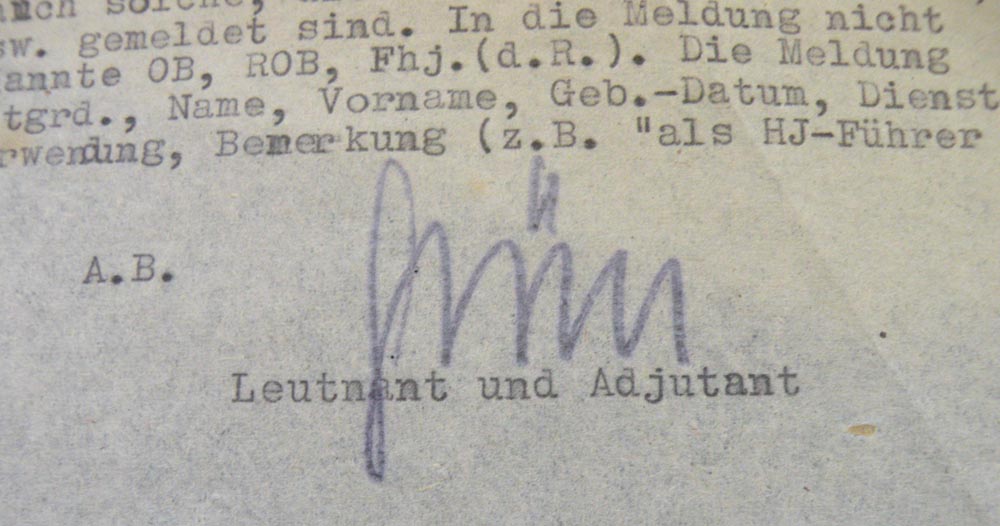 solche,
sw. gemeldet sind. In die Meldung nicht
annte OB, ROB, Fhj.(d.R.). Die Meldung
tgrd., Name, Vorname, Geb.-Datum, Dienst
rwendung, Bemerkung (z.B. "als HJ-Führer
A.B.
Leutnant und Adjutant